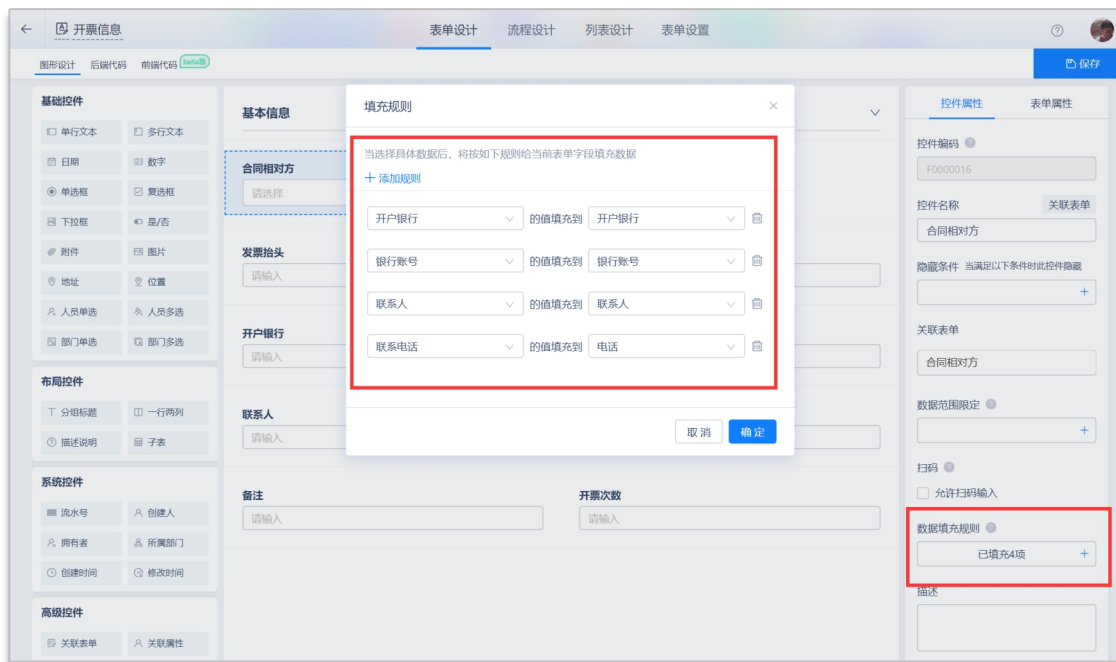 开票信息
表单设计 流程设计 列表设计 表单设置
图形设计 后端代码 前端代码 beta版
保存
基础控件
单行文本 多行文本
日期 数字
单选框 复选框
下拉框 是/否
附件 图片
地址 位置
人员单选 人员多选
部门单选 部门多选
布局控件
分组标题 一行两列
描述说明 子表
系统控件
流水号 创建人
拥有者 所属部门
创建时间 修改时间
高级控件
关联表单 关联属性
基本信息
合同相对方
请选择
发票抬头
请输入
开户银行
请输入
联系人
请输入
备注 开票次数
请输入 请输入
填充规则
当选择具体数据后,将按如下规则给当前表单字段填充数据
添加规则
开户银行 的值填充到 开户银行
银行账号 的值填充到 银行账号
联系人 的值填充到 联系人
联系电话 的值填充到 电话
取消 确定
控件属性 表单属性
控件编码
F0000016
控件名称 关联表单
合同相对方
隐藏条件 当满足以下条件时此控件隐藏
关联表单
合同相对方
数据范围限定
扫码
允许扫码输入
数据填充规则
已填充4项
描述